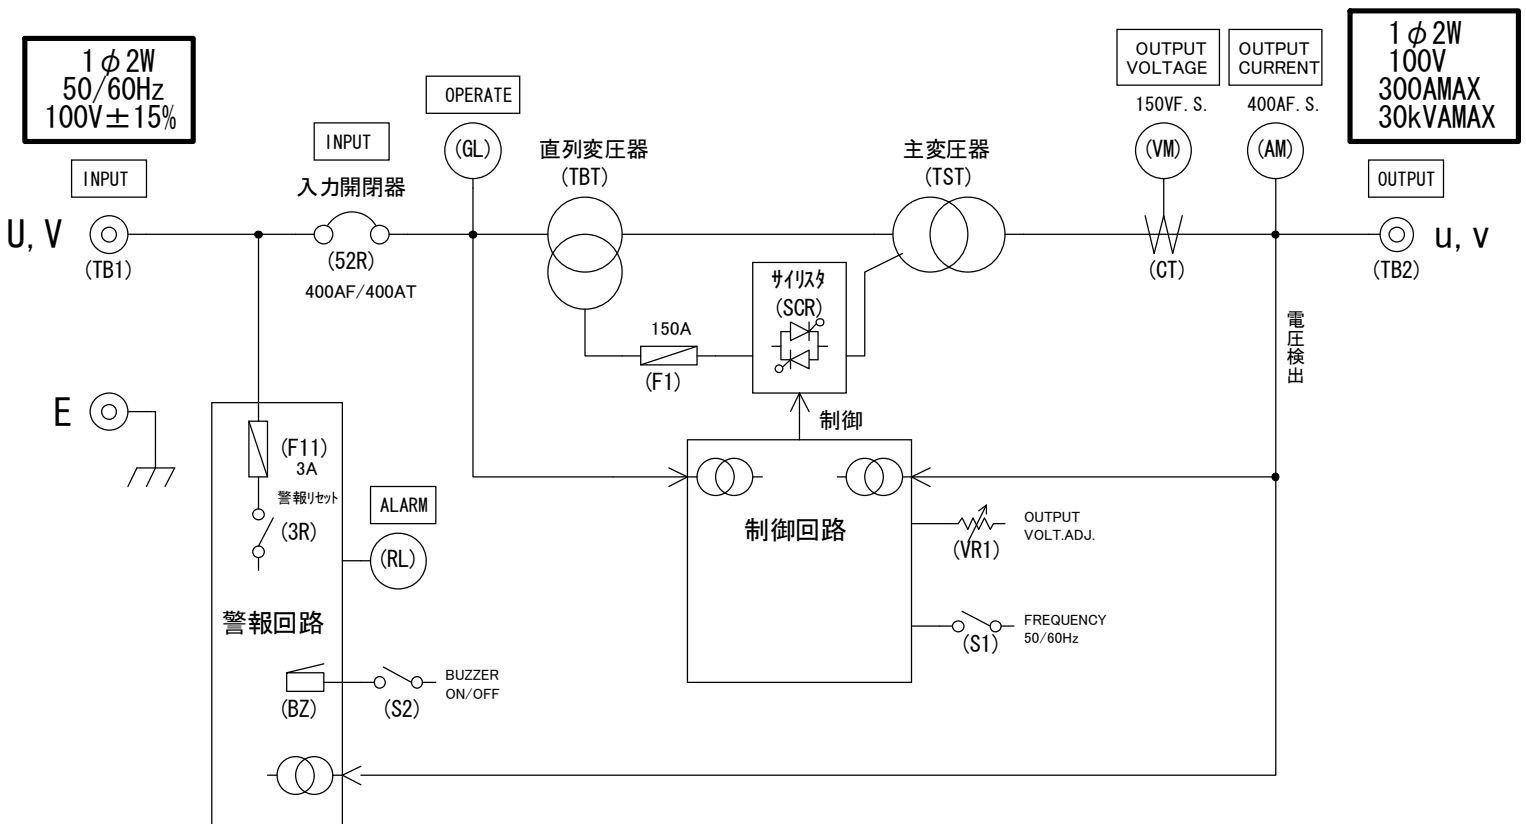 1φ2W
50/60Hz
100V±15%
INPUT
U, V
(TB1)
INPUT
入力開閉器
(52R)
400AF/400AT
OPERATE
(GL)
直列変圧器
(TBT)
主変圧器
(TST)
OUTPUT
VOLTAGE
150VF.S.
(VM)
OUTPUT
CURRENT
400AF.S.
(AM)
1φ2W
100V
300AMAX
30kVAMAX
OUTPUT
u, v
(TB2)
(CT)
サイリスタ
(SCR)
150A
(F1)
電圧検出
制御
E
(F11)
3A
警報リセット
(3R)
ALARM
(RL)
警報回路
(BZ)
(S2)
BUZZER
ON/OFF
制御回路
(VR1)
OUTPUT
VOLT.ADJ.
(S1)
FREQUENCY
50/60Hz